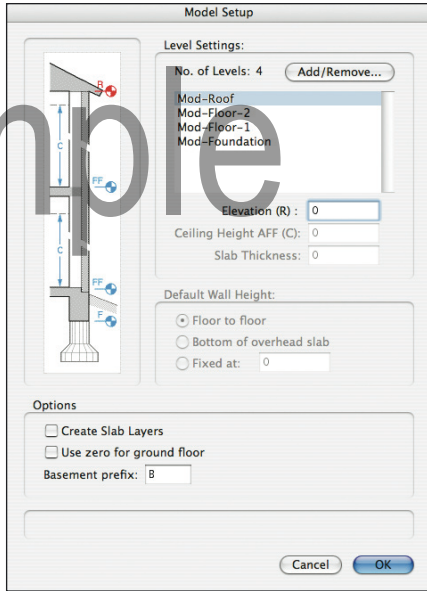 Model Setup
Level Settings:
No. of Levels: 4
Add/Remove...
Mod-Roof
Mod-Floor-2
Mod-Floor-1
Mod-Foundation
Elevation (R) : 0
Ceiling Height AFF (C): 0
Slab Thickness: 0
R
C
FF
C
FF
F
mple
Default Wall Height:
Floor to floor
Bottom of overhead slab
Fixed at: 0
Options
Create Slab Layers
Use zero for ground floor
Basement prefix: B
Cancel
OK